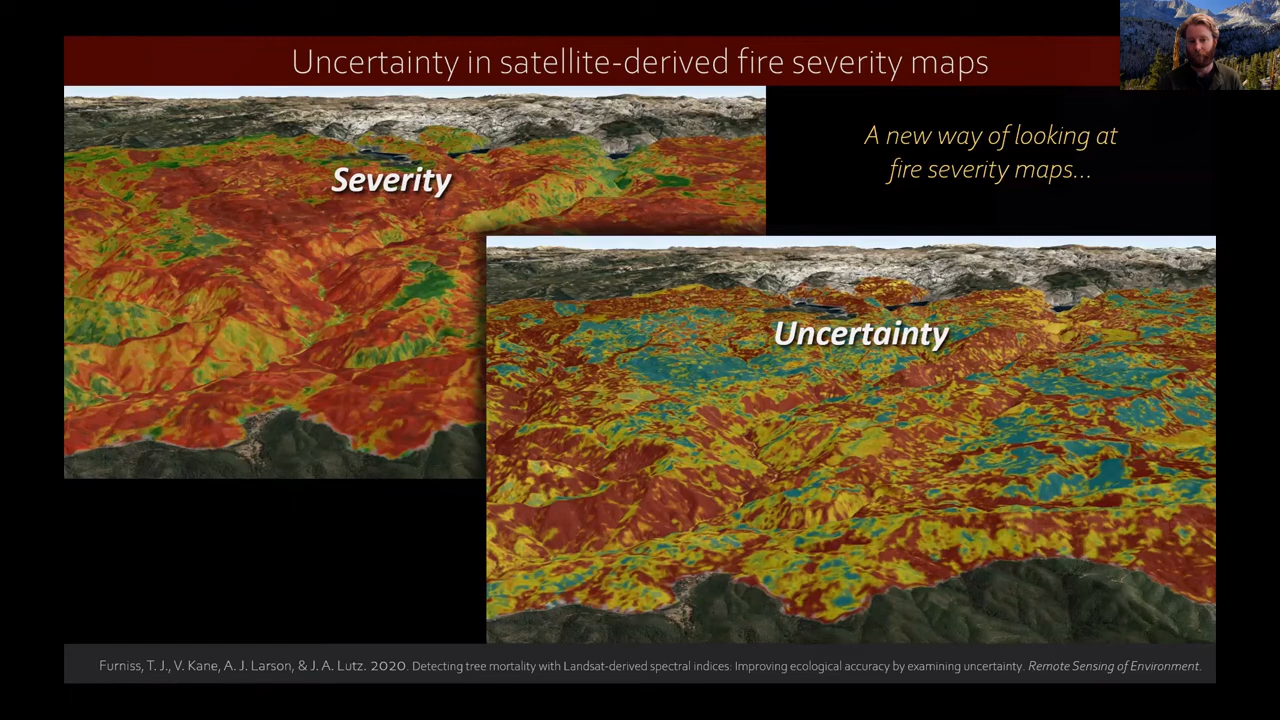 Uncertainty in satellite-derived fire severity maps
A new way of looking at
fire severity maps...
Severity
Uncertainty
Furniss, T. J., V. Kane, A. J. Larson, & J. A. Lutz. 2020. Detecting tree mortality with Landsat-derived spectral indices: Improving ecological accuracy by examining uncertainty. Remote Sensing of Environment.